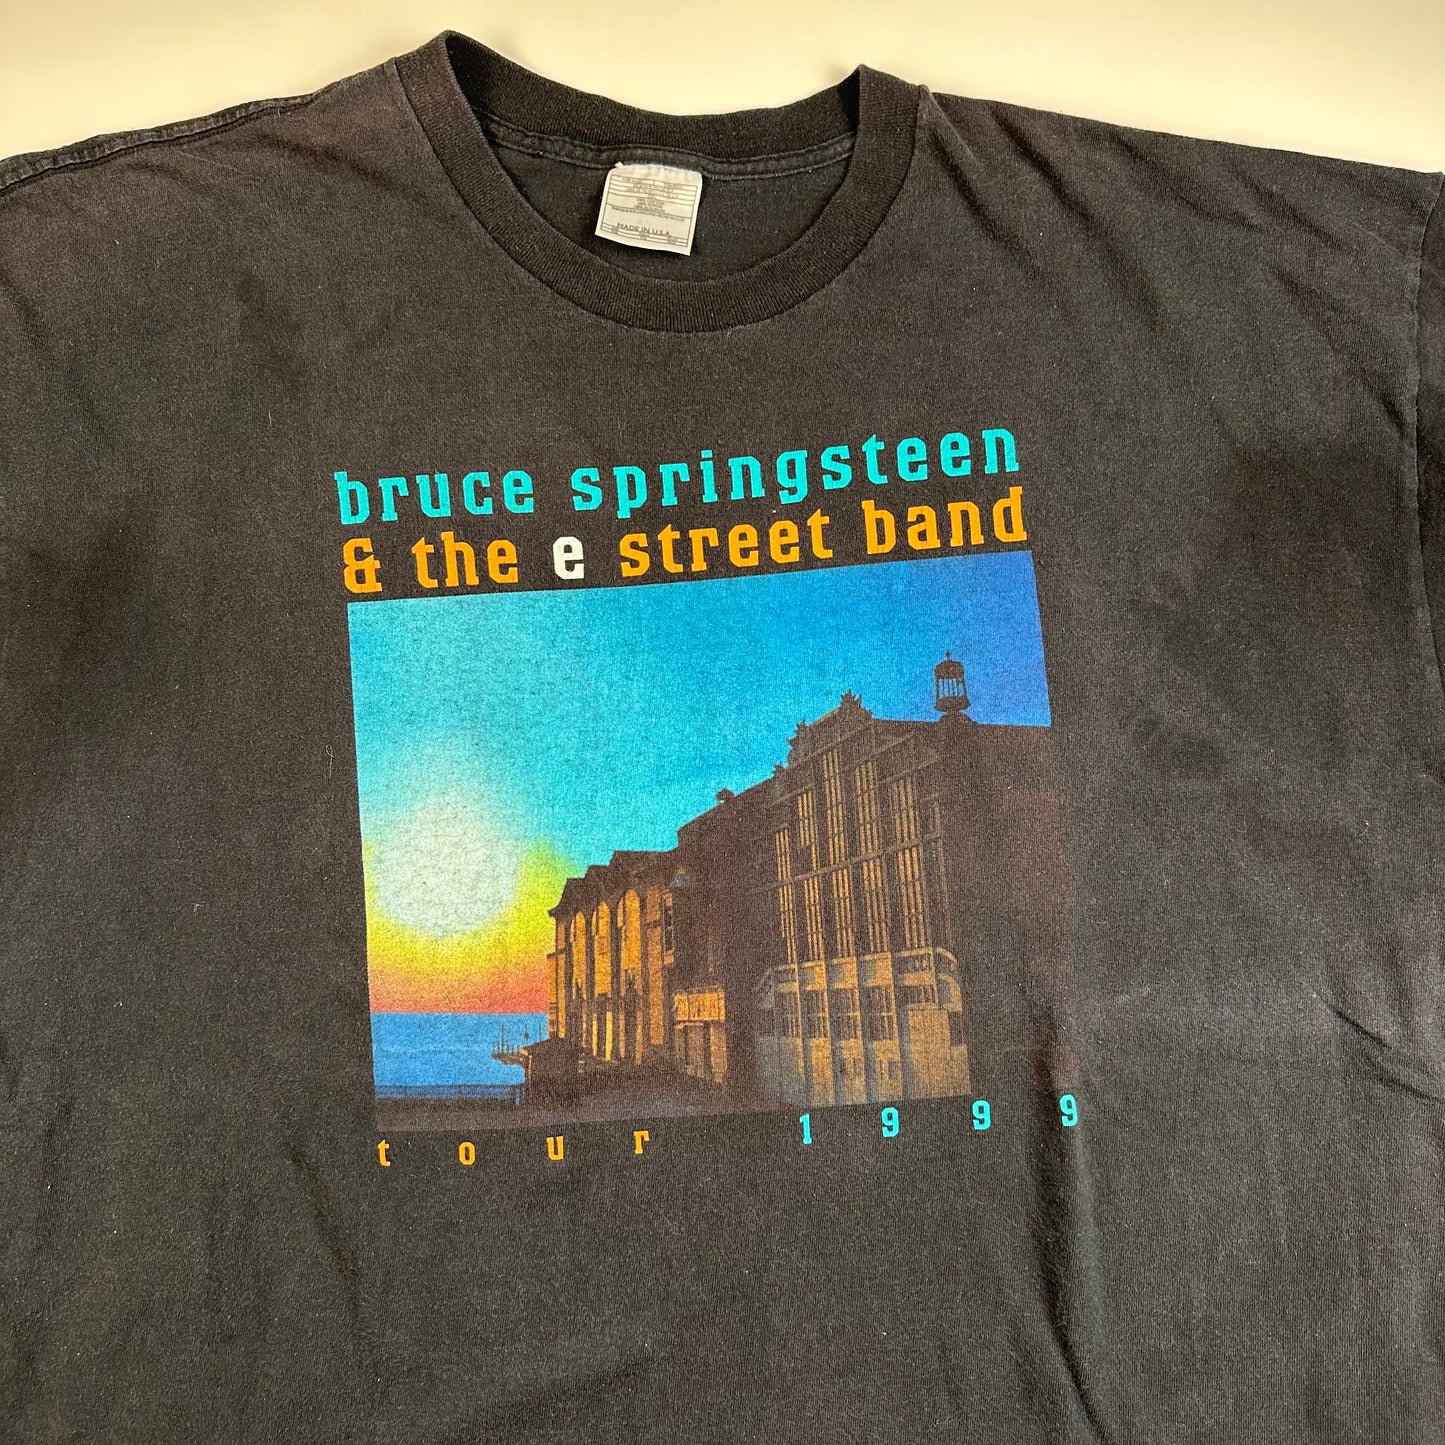 MADE IN U.S.A.
bruce springsteen
& the e street band
tour 1999